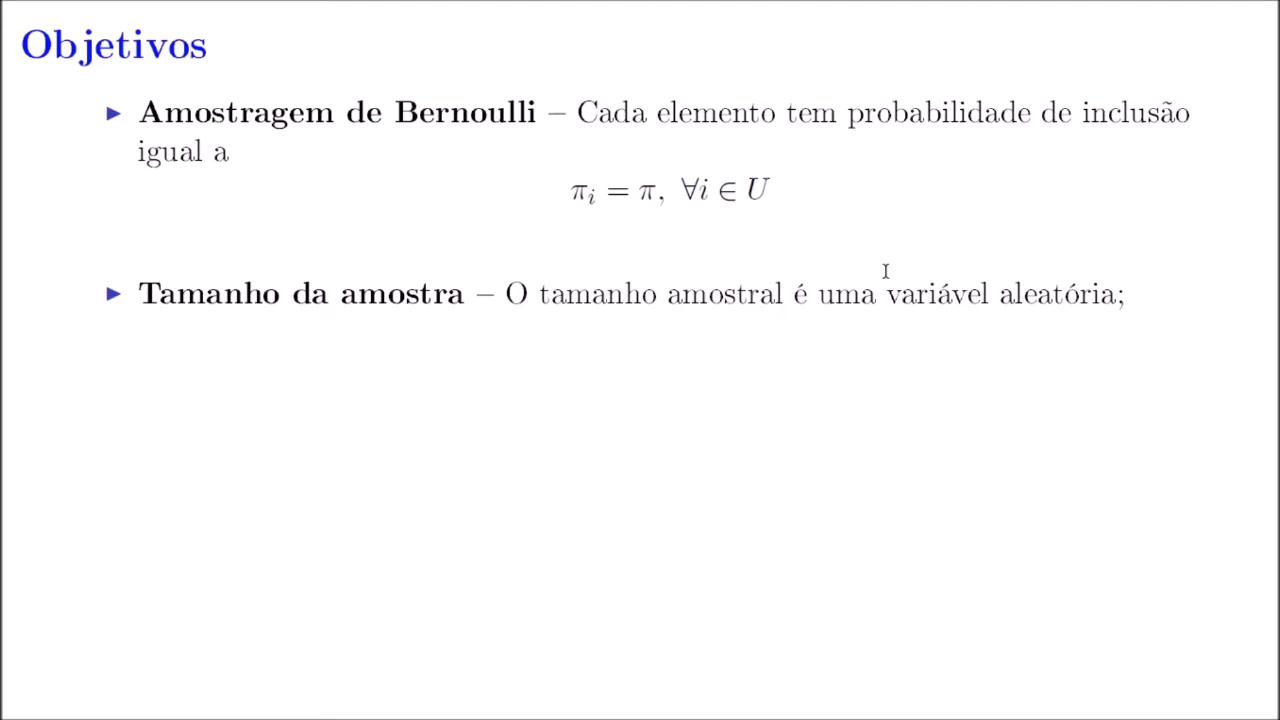 Objetivos
▶ Amostragem de Bernoulli – Cada elemento tem probabilidade de inclusão
igual a
π_i = π, ∀i ∈ U
▶ Tamanho da amostra – O tamanho amostral é uma variável aleatória;